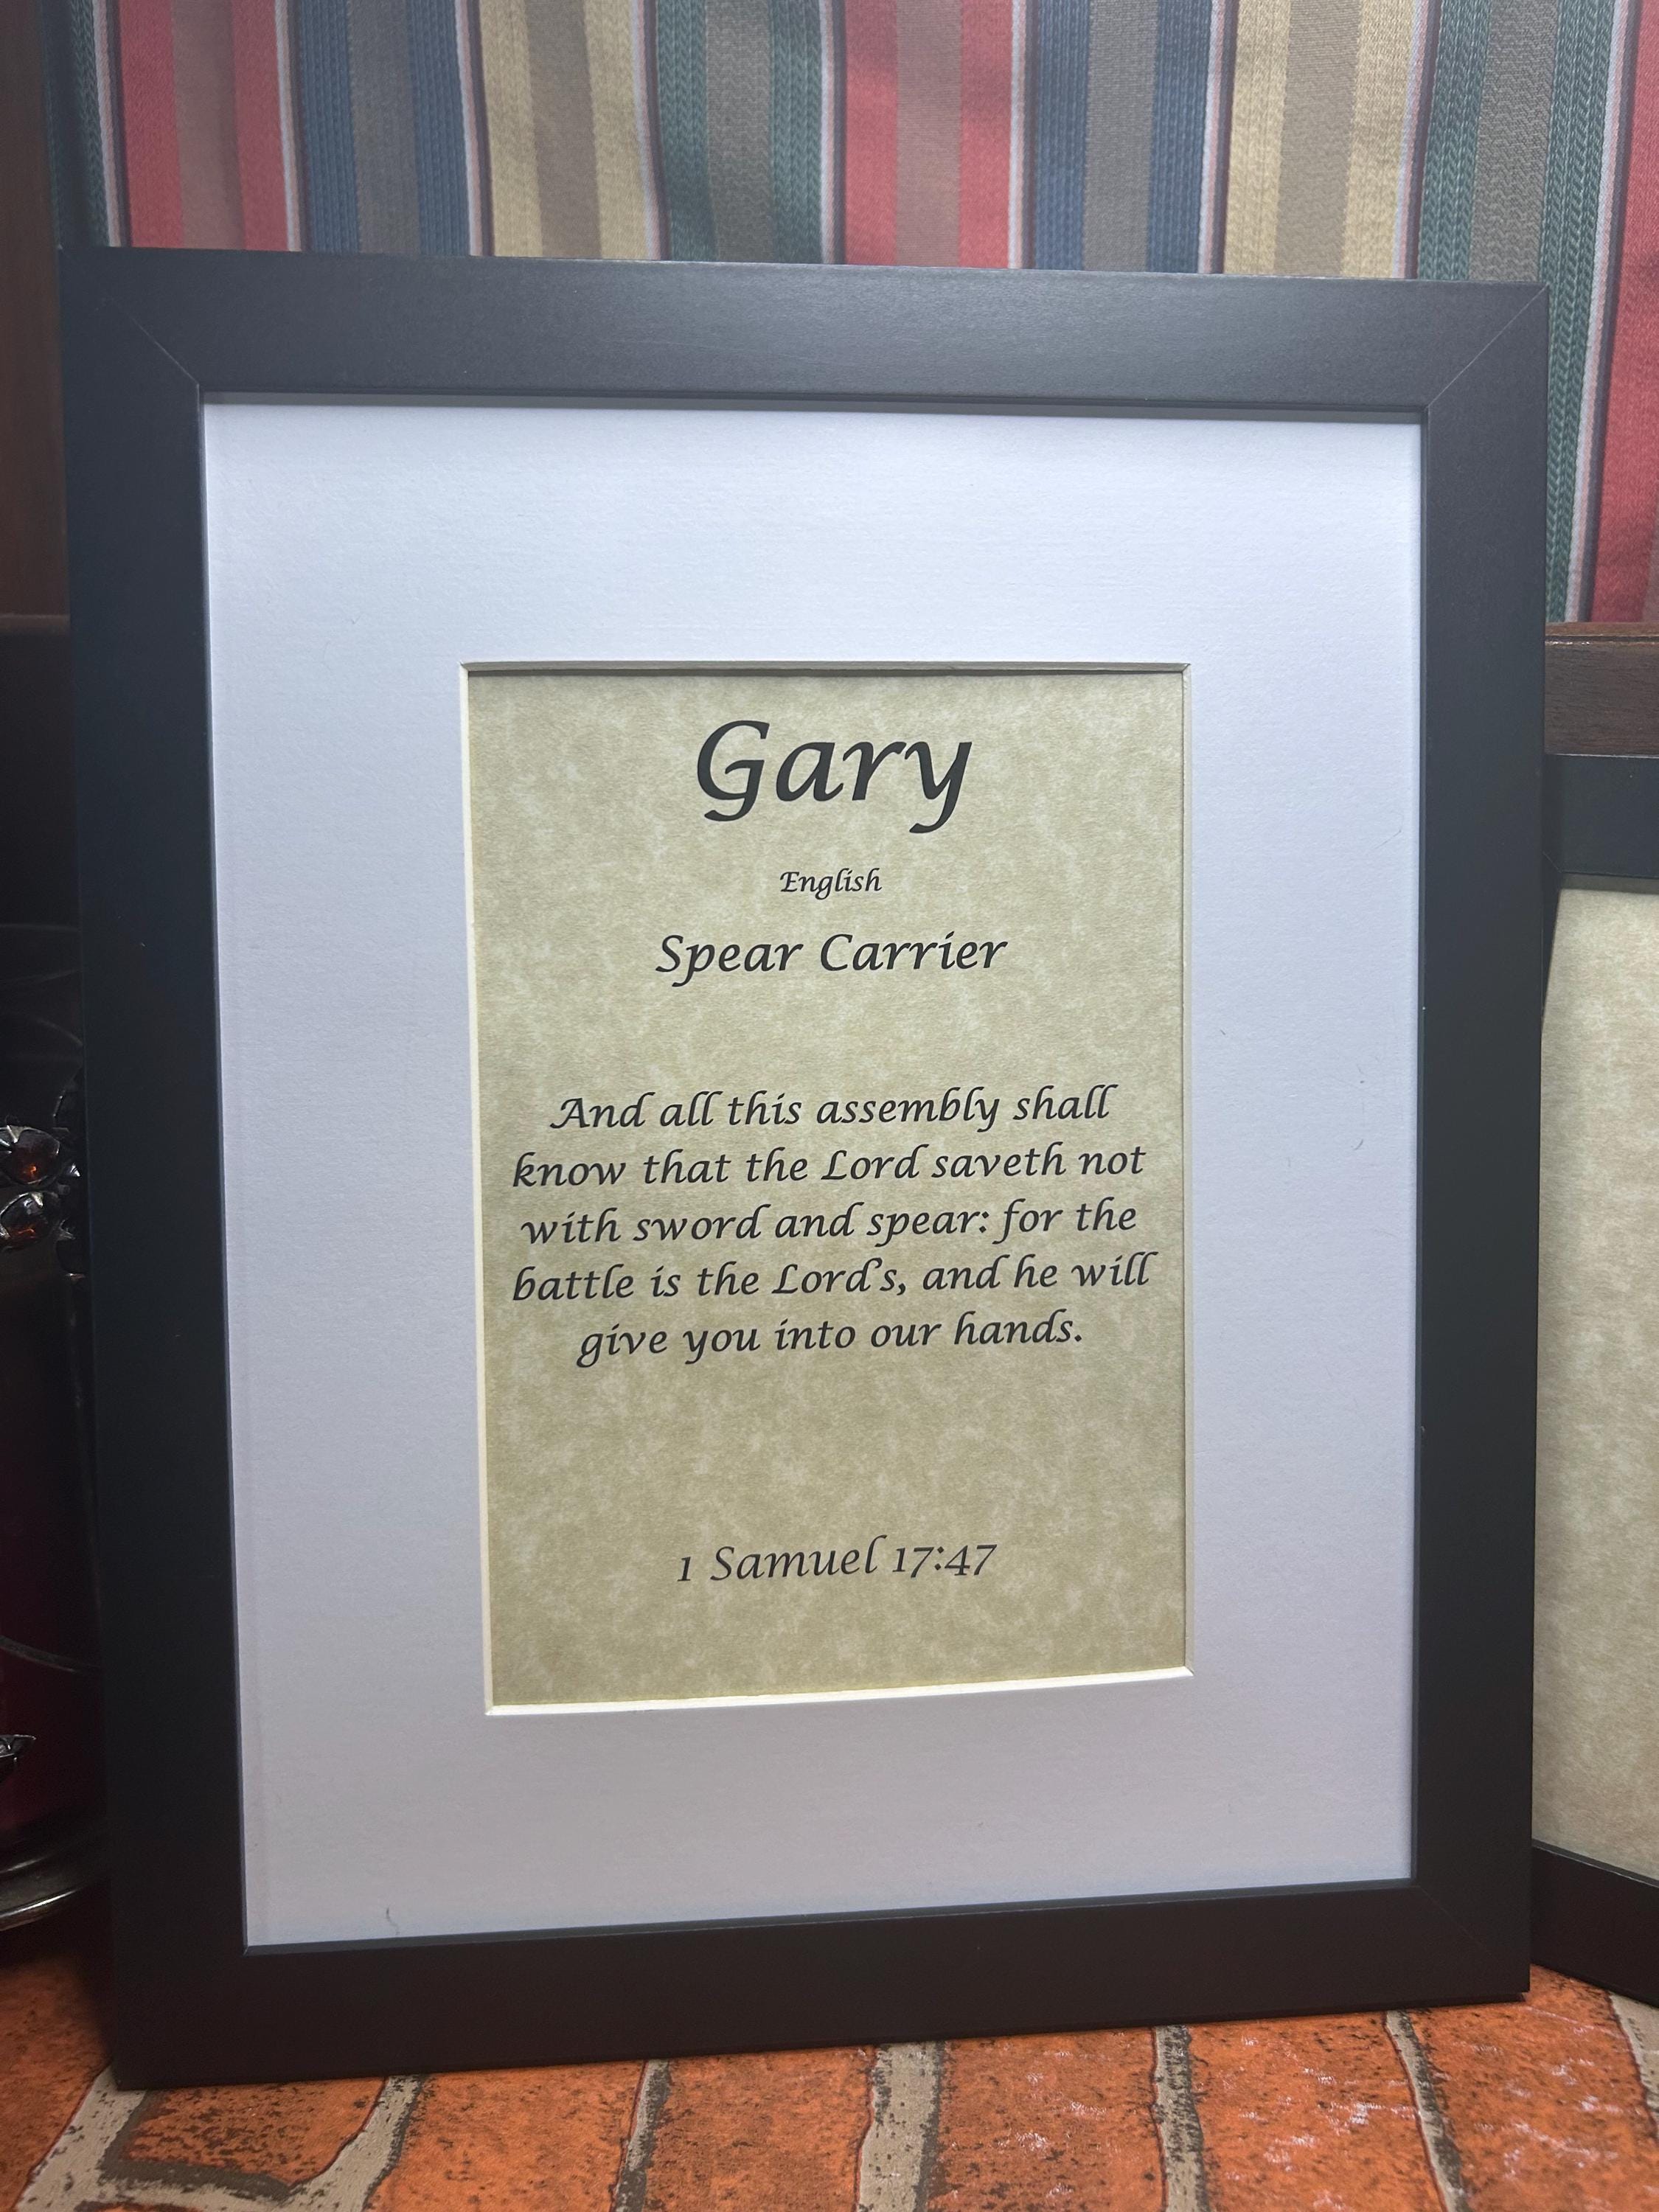 Gary
English
Spear Carrier
And all this assembly shall
know that the Lord saveth not
with sword and spear: for the
battle is the Lord's, and he will
give you into our hands.
1 Samuel 17:47